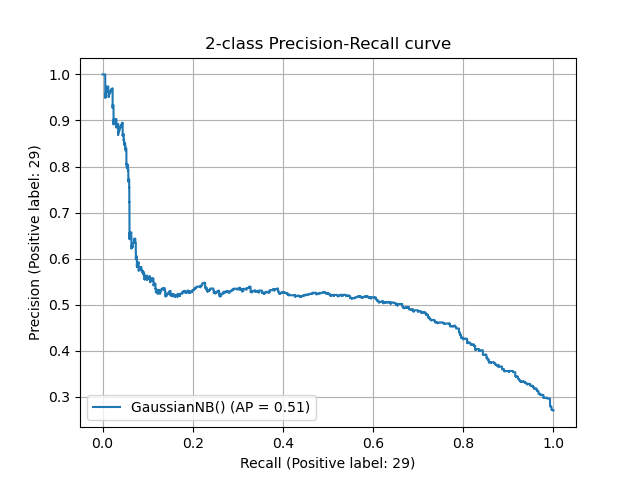 2-class Precision-Recall curve
Precision (Positive label: 29)
1.0
0.9
0.8
0.7
0.6
0.5
0.4
0.3
GaussianNB() (AP = 0.51)
0.0 0.2 0.4 0.6 0.8 1.0
Recall (Positive label: 29)